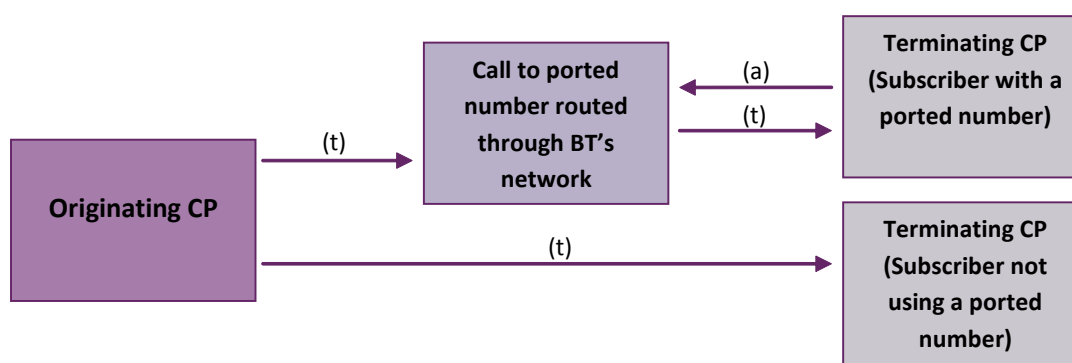 Originating CP
(t)
Call to ported
number routed
through BT's
network
(a)
(t)
Terminating CP
(Subscriber with a
ported number)
(t)
Terminating CP
(Subscriber not
using a ported
number)